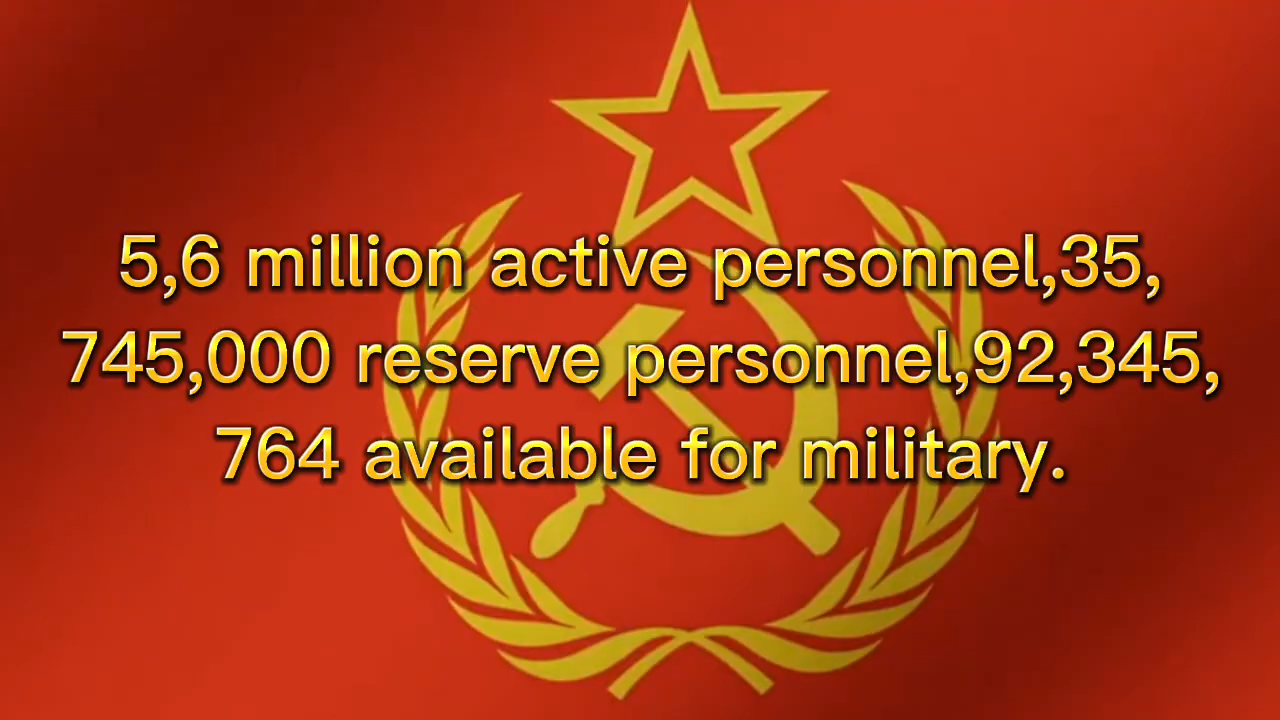 5,6 million active personnel,35,
745,000 reserve personnel,92,345,
764 available for military.